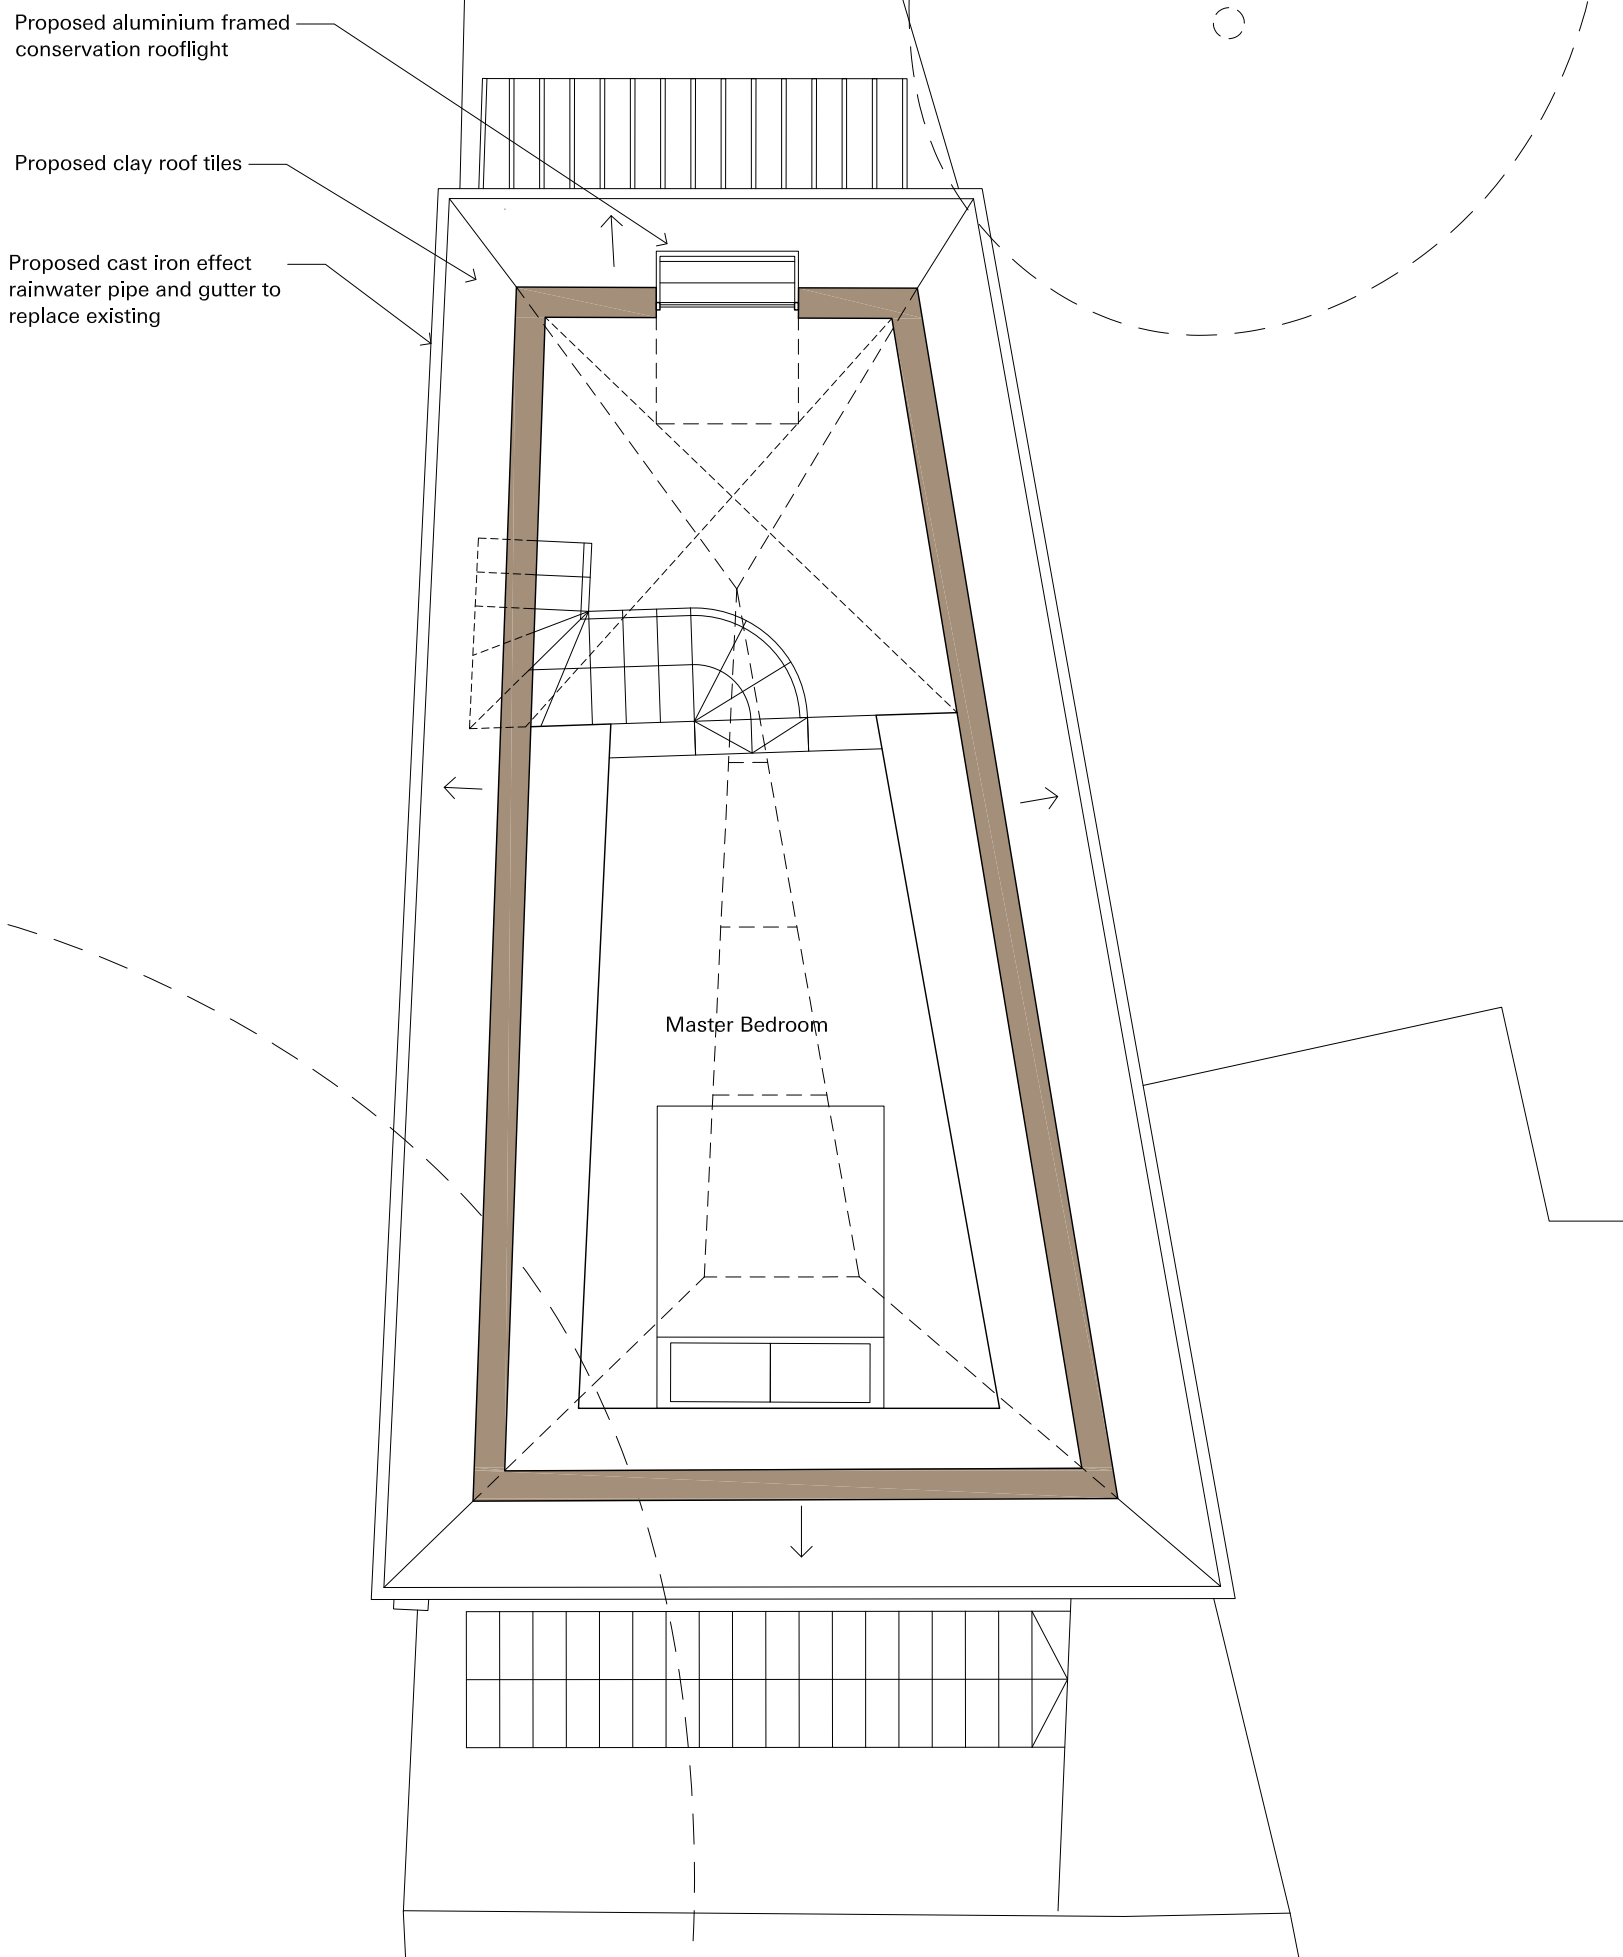 Proposed aluminium framed
conservation rooflight
Proposed clay roof tiles
Proposed cast iron effect
rainwater pipe and gutter to
replace existing
Master Bedroom